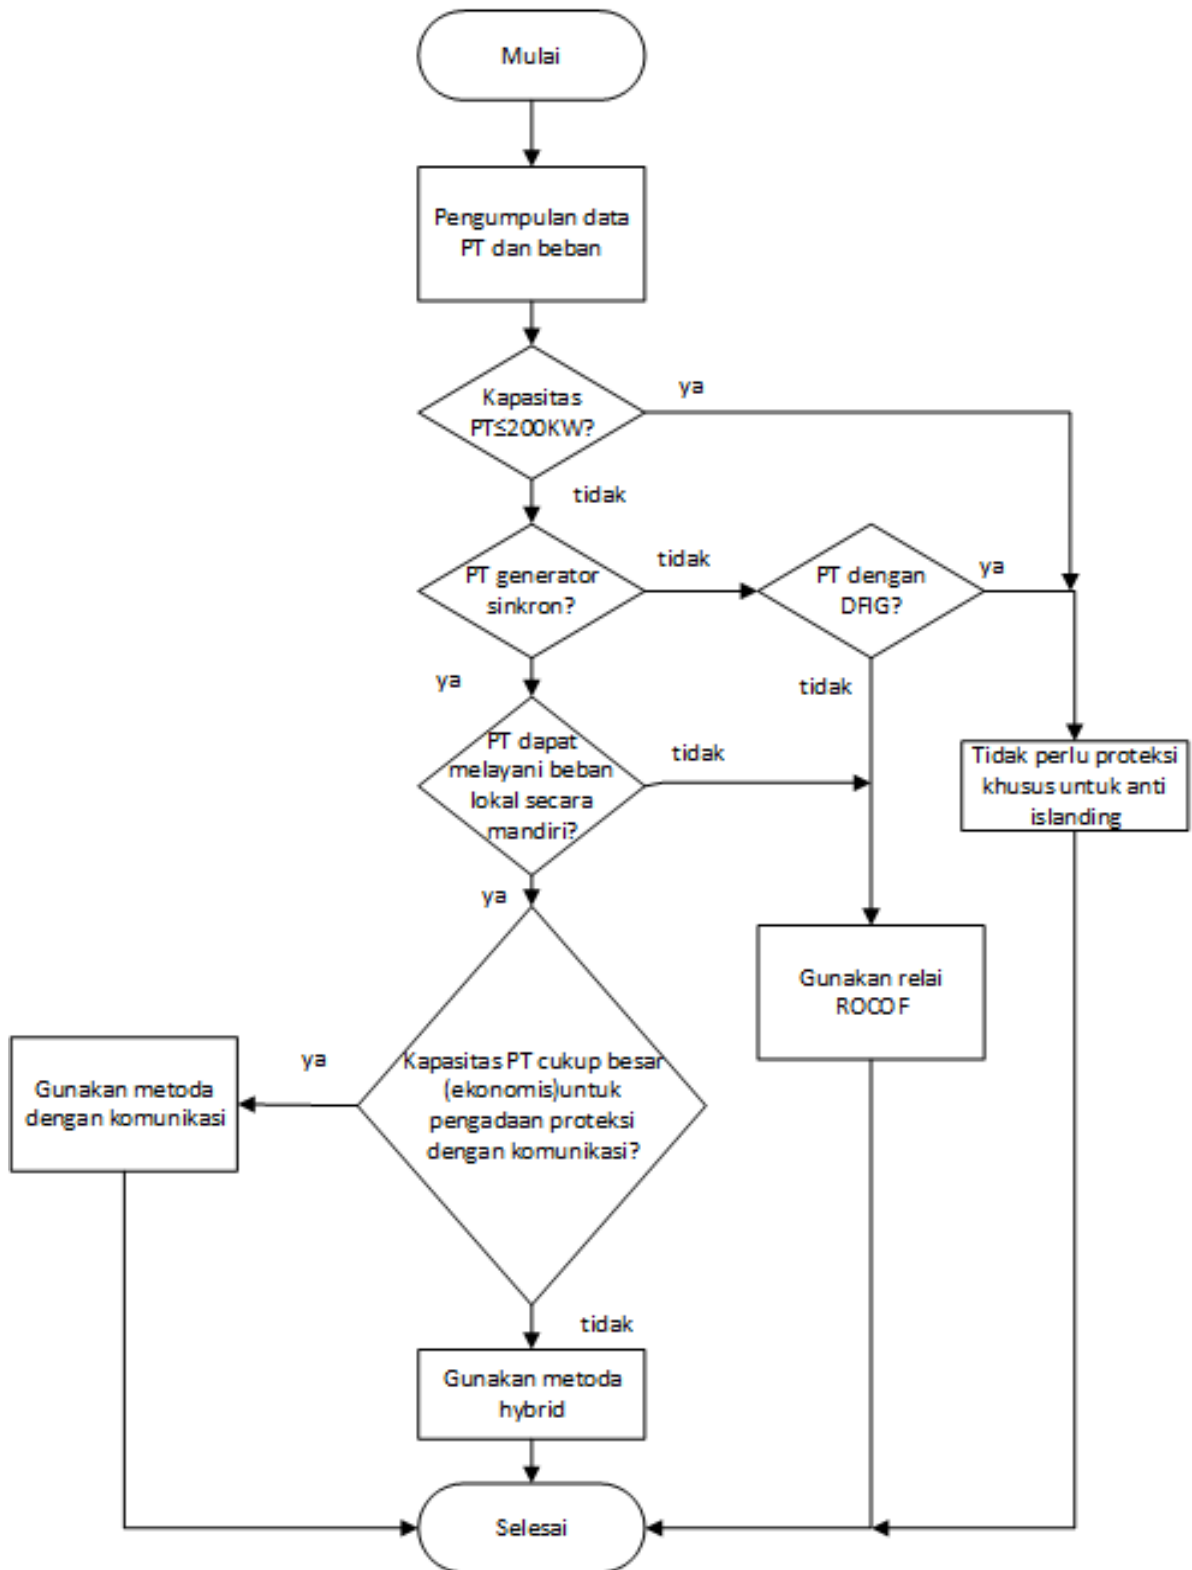 Mulai
Pengumpulan data
PT dan beban
Kapasitas
PT≤200KW?
ya
tidak
PT generator
sinkron?
tidak
PT dengan
DFIG?
ya
ya
tidak
PT dapat
melayani beban
lokal secara
mandiri?
tidak
Tidak perlu proteksi
khusus untuk anti
islanding
ya
Gunakan relai
ROCOF
Kapasitas PT cukup besar
(ekonomis)untuk
pengadaan proteksi
dengan komunikasi?
ya
Gunakan metoda
dengan komunikasi
tidak
Gunakan metoda
hybrid
Selesai